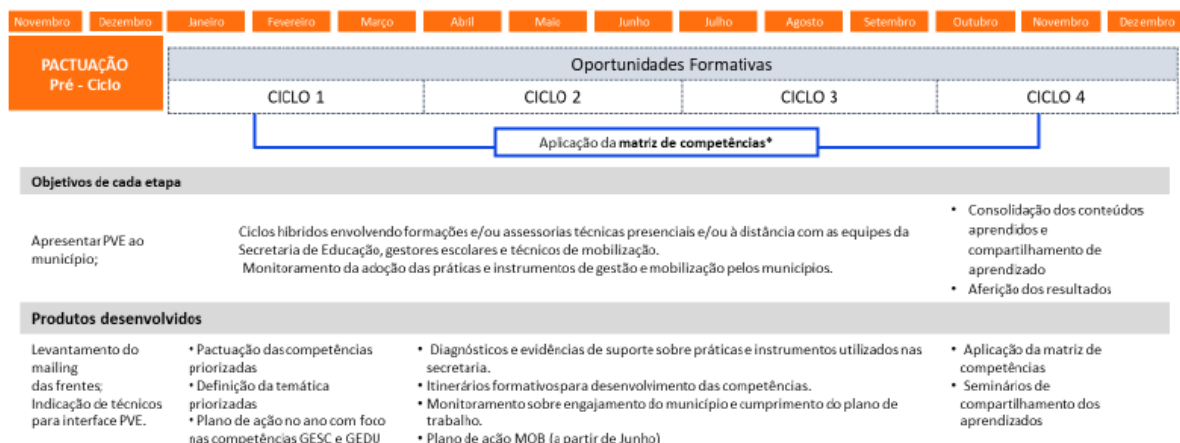 Novembro Dezembro Janeiro Fevereiro Março Abril Maio Junho Julho Agosto Setembro Outubro Novembro Dezembro
PACTUAÇÃO
Pré - Ciclo
Oportunidades Formativas
CICLO 1 CICLO 2 CICLO 3 CICLO 4
Aplicação da matriz de competências*
Objetivos de cada etapa
Apresentar PVE ao
município;
Ciclos híbridos envolvendo formações e/ou assessorias técnicas presenciais e/ou à distância com as equipes da
Secretaria de Educação, gestores escolares e técnicos de mobilização.
Monitoramento da adoção das práticas e instrumentos de gestão e mobilização pelos municípios.
• Consolidação dos conteúdos
aprendidos e
compartilhamento de
aprendizado
• Aferição dos resultados
Produtos desenvolvidos
Levantamento do
mailing
das frentes;
Indicação de técnicos
para interface PVE.
• Pactuação das competências
priorizadas
• Definição da temática
priorizadas
• Plano de ação no ano com foco
nas competências GESC e GEDU
• Diagnósticos e evidências de suporte sobre práticas e instrumentos utilizados nas
secretaria.
• Itinerários formativos para desenvolvimento das competências.
• Monitoramento sobre engajamento do município e cumprimento do plano de
trabalho.
• Plano de ação MOB (a partir de Junho)
• Aplicação da matriz de
competências
• Seminários de
compartilhamento dos
aprendizados